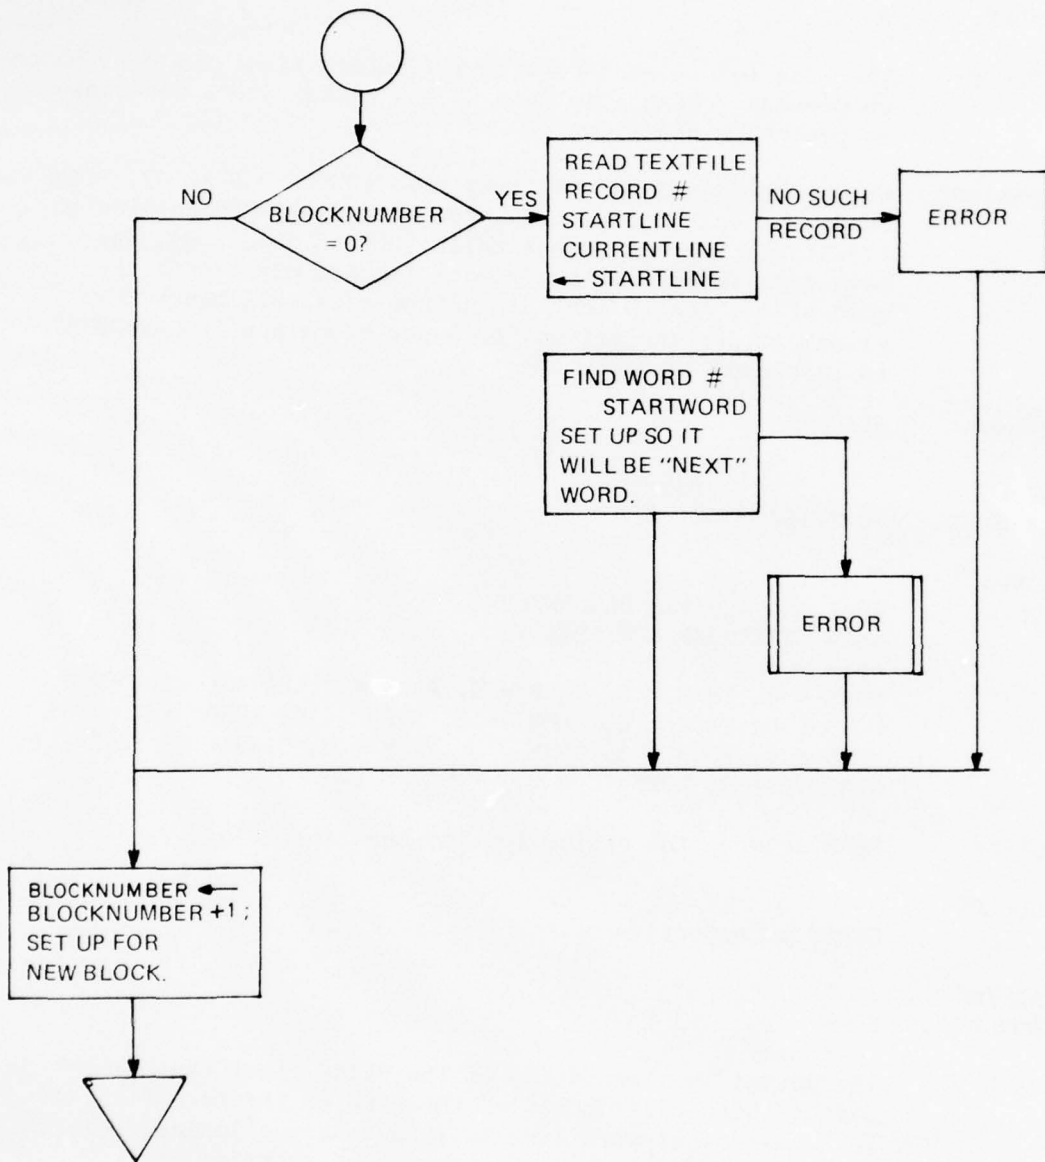 NO
BLOCKNUMBER
= 0?
YES
READ TEXTFILE
RECORD #
STARTLINE
CURRENTLINE
← STARTLINE
NO SUCH
RECORD
ERROR
FIND WORD #
STARTWORD
SET UP SO IT
WILL BE "NEXT"
WORD.
ERROR
BLOCKNUMBER ←
BLOCKNUMBER +1 ;
SET UP FOR
NEW BLOCK.